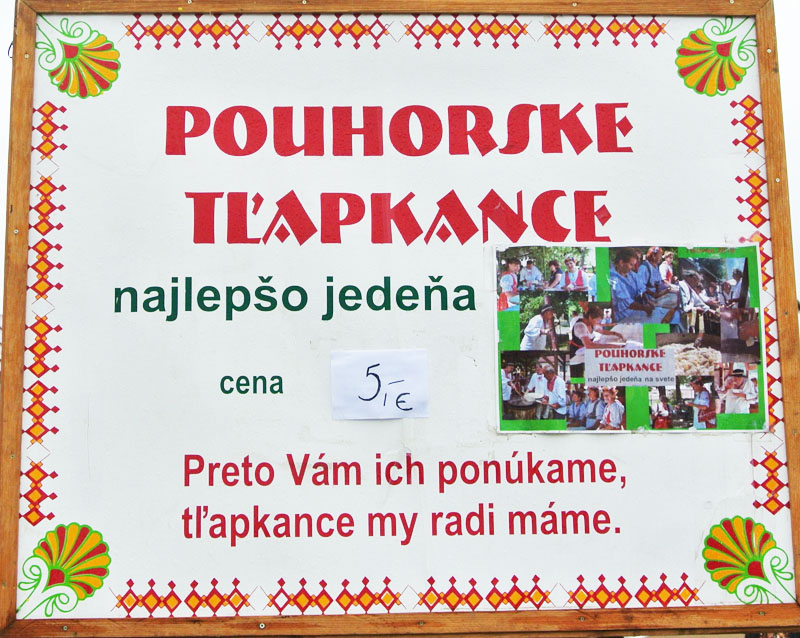 POUHORSKE
TĽAPKANCE
najlepšo jedeňa
POUHORSKE
TĽAPKANCE
najlepšo jedeňa na svete
cena
5,- €
Preto Vám ich ponúkame,
tľapkance my radi máme.